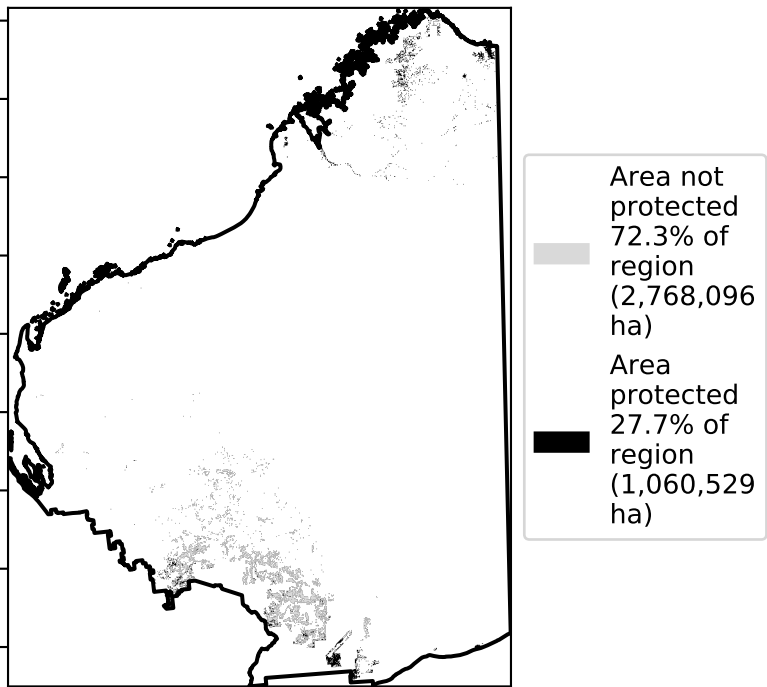 Area not
protected
72.3% of
region
(2,768,096
ha)
Area
protected
27.7% of
region
(1,060,529
ha)